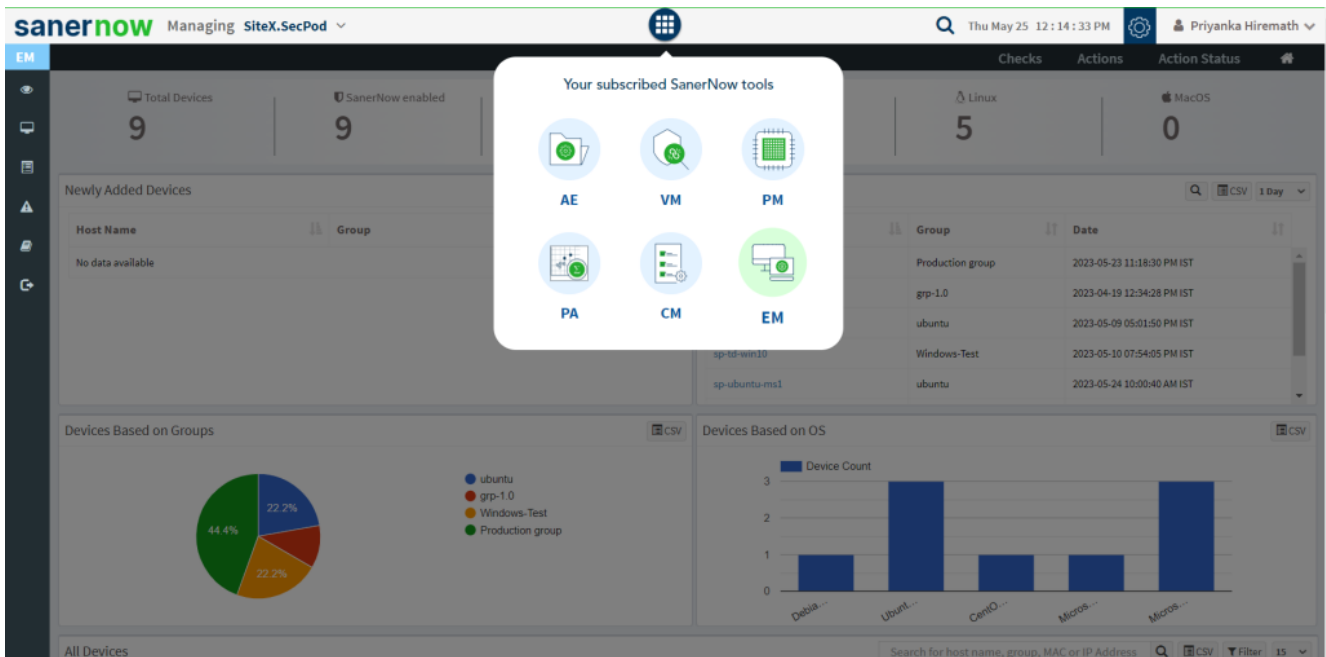 sanernow Managing SiteX.SecPod Thu May 25 12:14:33 PM Priyanka Hiremath
EM Checks Actions Action Status
Your subscribed SanerNow tools
Total Devices SanerNow enabled Linux MacOS
9 9 5 0
AE VM PM
PA CM EM
Newly Added Devices CSV 1 Day
Host Name Group Group Date
No data available Production group 2023-05-23 11:18:30 PM IST
grp-1.0 2023-04-19 12:34:28 PM IST
ubuntu 2023-05-09 05:01:50 PM IST
sp-td-win10 Windows-Test 2023-05-10 07:54:05 PM IST
sp-ubuntu-ms1 ubuntu 2023-05-24 10:00:40 AM IST
Devices Based on Groups CSV
22.2%
44.4%
22.2%
ubuntu
grp-1.0
Windows-Test
Production group
Devices Based on OS CSV
Device Count
3
2
1
0
Debia... Ubunt... CentO... Micros... Micros...
All Devices Search for host name, group, MAC or IP Address CSV Filter 15